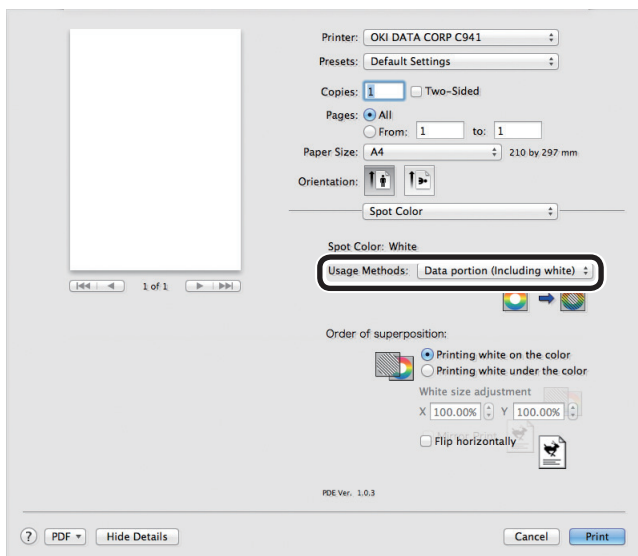 Printer: OKI DATA CORP C941
Presets: Default Settings
Copies: 1 Two-Sided
Pages: All
From: 1 to: 1
Paper Size: A4 210 by 297 mm
Orientation:
Spot Color
Spot Color: White
Usage Methods: Data portion (Including white)
1 of 1
Order of superposition:
Printing white on the color
Printing white under the color
White size adjustment
X 100.00% Y 100.00%
Mirror Print
Flip horizontally
PDE Ver. 1.0.3
? PDF Hide Details Cancel Print